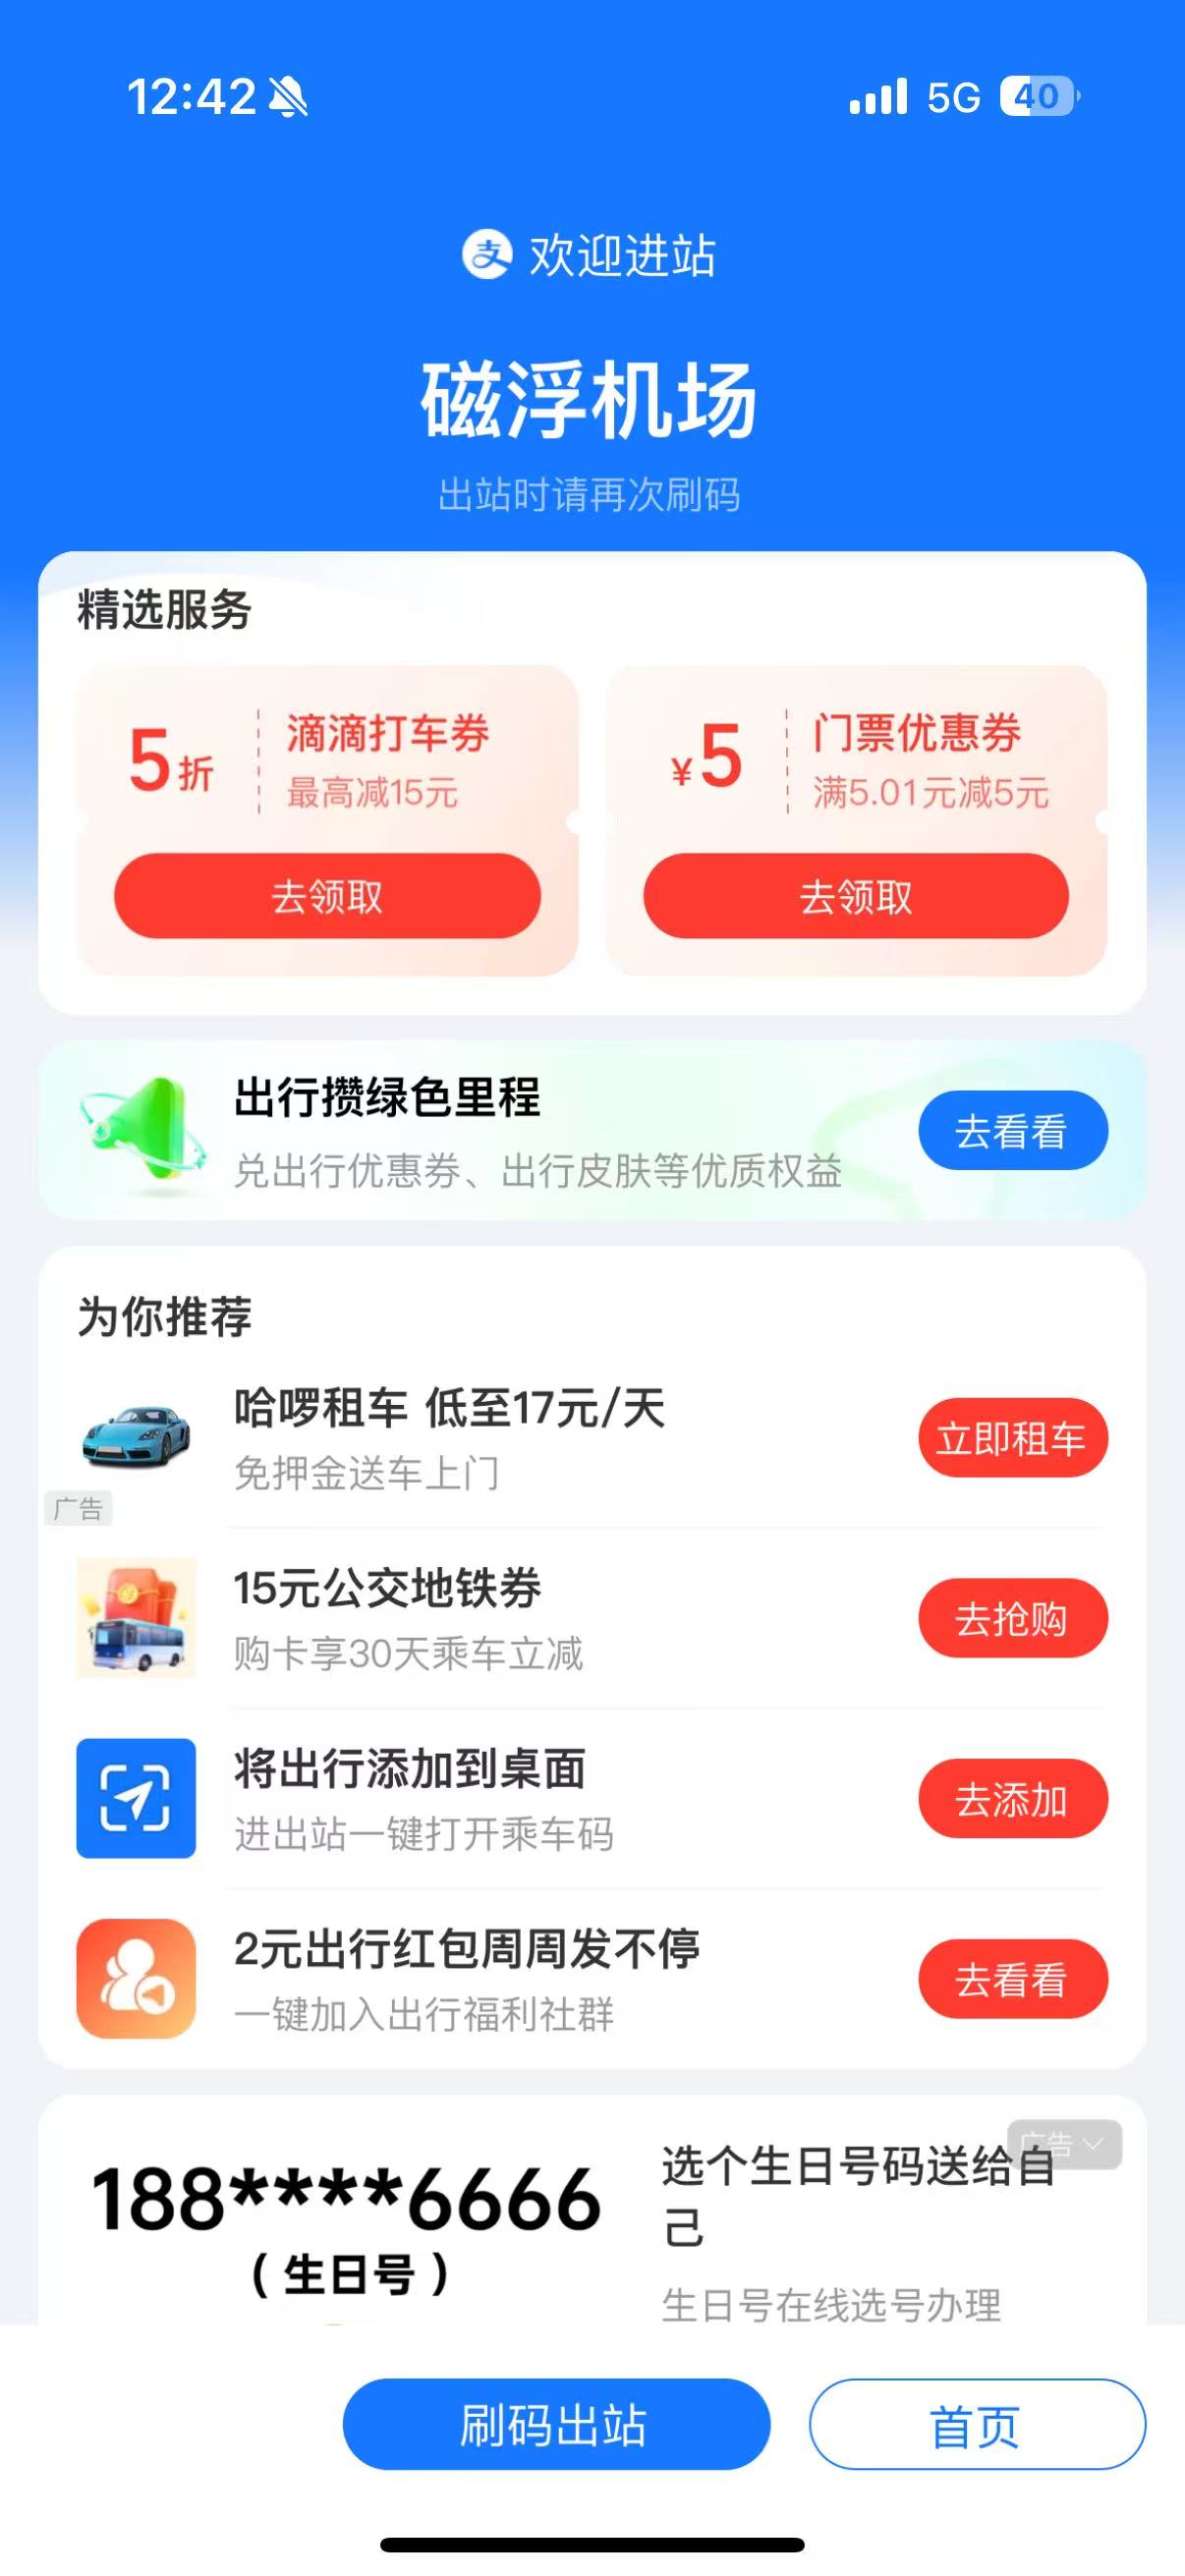 12:42
5G 40
支 欢迎进站
磁浮机场
出站时请再次刷码
精选服务
5折 滴滴打车券
最高减15元
去领取
¥5 门票优惠券
满5.01元减5元
去领取
出行攒绿色里程
兑出行优惠券、出行皮肤等优质权益
去看看
为你推荐
哈啰租车 低至17元/天
免押金送车上门
立即租车
广告
15元公交地铁券
购卡享30天乘车立减
去抢购
将出行添加到桌面
进出站一键打开乘车码
去添加
2元出行红包周周发不停
一键加入出行福利社群
去看看
188****6666
(生日号)
广告
选个生日号码送给自
己
生日号在线选号办理
刷码出站
首页